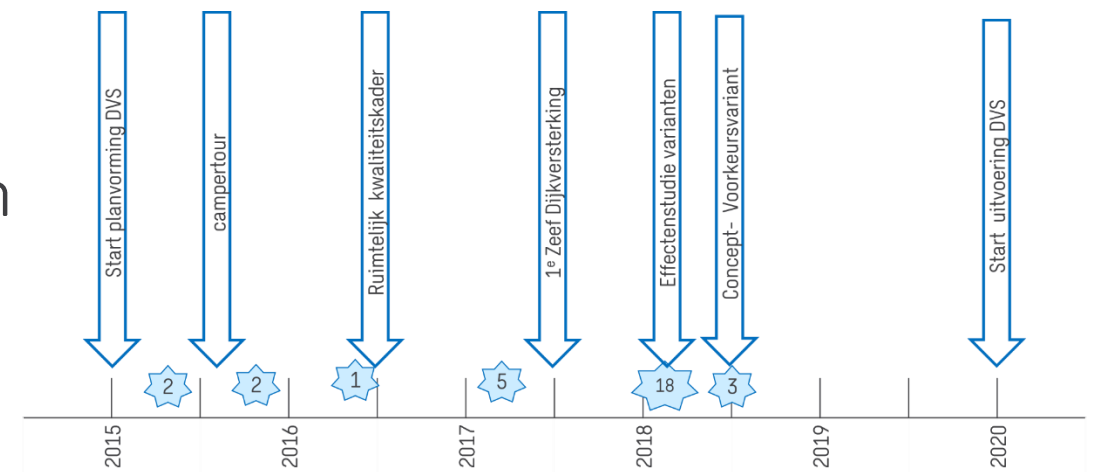 n
Start planvorming DVS
campertour
Ruimtelijk kwaliteitskader
1e Zeef Dijkversterking
Effectenstudie varianten
Concept- Voorkeursvariant
Start uitvoering DVS
2
2
1
5
18
3
2015
2016
2017
2018
2019
2020